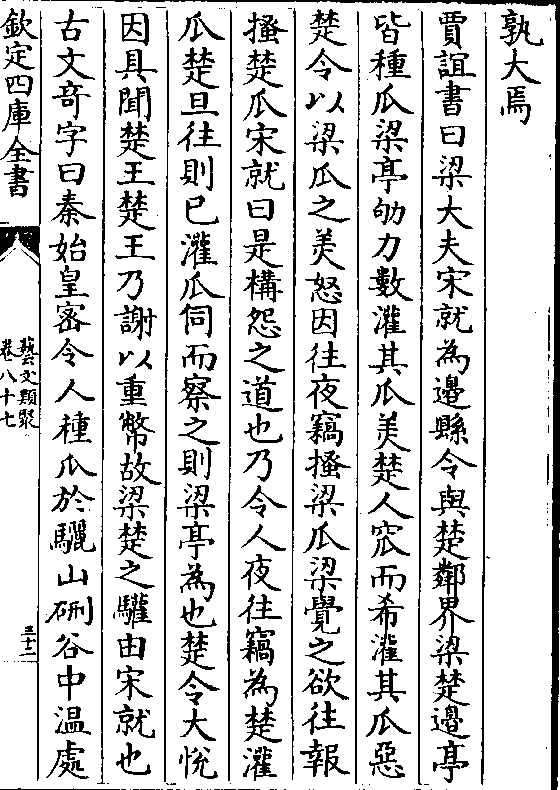 孰大焉
賈誼書曰梁大夫宋就為邉縣令與楚鄰界梁楚邉亭
皆種瓜梁亭劬力數灌其瓜美楚人窳而希灌其瓜惡
楚令以梁瓜之美怒因往夜竊搔梁瓜梁覺之欲往報
搔楚瓜宋就曰是構怨之道也乃令人夜往竊為楚灌
瓜楚旦往則已灌瓜伺而察之則梁亭為也楚令大悅
因具聞楚王楚王乃謝以重幣故梁楚之驩由宋就也
古文竒字曰秦始皇宻令人種瓜於驪山硎谷中温處
欽定四庫全書
藝文類聚
卷八十七
三十二